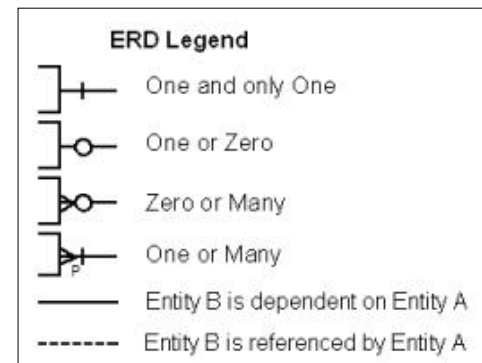 ERD Legend
One and only One
One or Zero
Zero or Many
One or Many
P
Entity B is dependent on Entity A
Entity B is referenced by Entity A